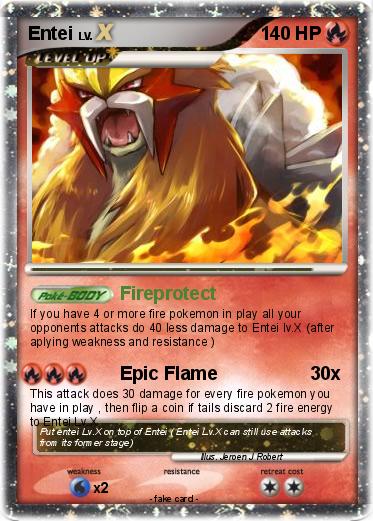 Entei LV. X 140 HP
LEVEL-UP
Poké-BODY Fireprotect
If you have 4 or more fire pokemon in play all your
opponents attacks do 40 less damage to Entei lv.X (after
aplying weakness and resistance )
Epic Flame 30x
This attack does 30 damage for every fire pokemon you
have in play , then flip a coin if tails discard 2 fire energy
to Entei Lv.X
Put entei Lv.X on top of Entei ( Entei Lv.X can still use attacks
from its former stage)
Illus. Jeroen J Robert
weakness resistance retreat cost
x2
- fake card -